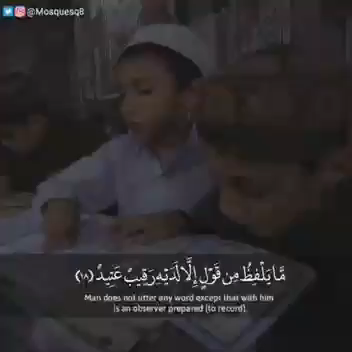 @Mosquesq8
مَّا يَلْفِظُ مِن قَوْلٍ إِلَّا لَدَيْهِ رَقِيبٌ عَتِيدٌ ﴿١٨﴾
Man does not utter any word except that with him
is an observer prepared [to record].